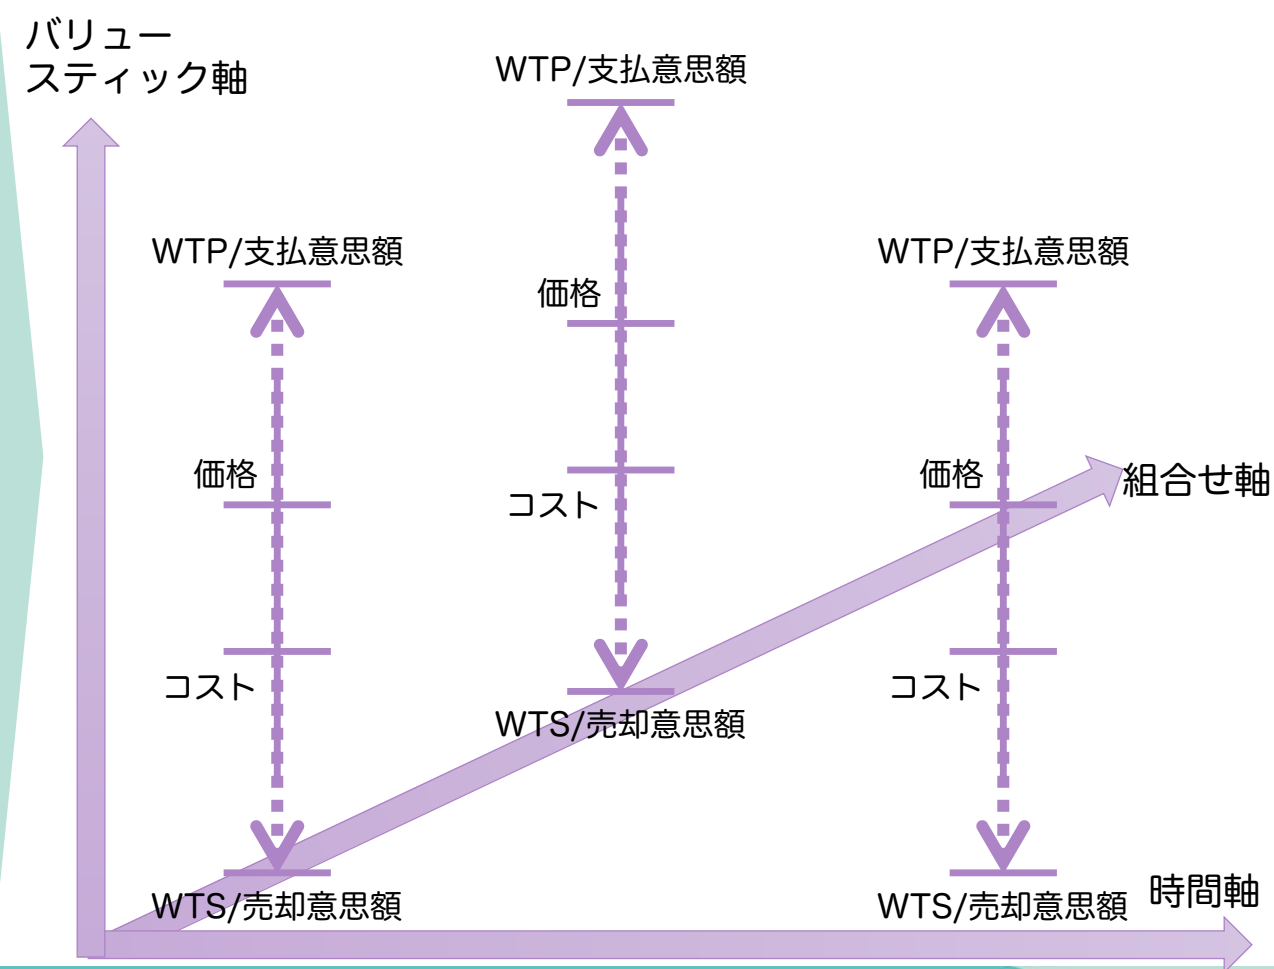 バリュー
スティック軸
WTP/支払意思額
価格
コスト
WTS/売却意思額
WTP/支払意思額
価格
コスト
WTS/売却意思額
WTP/支払意思額
価格
コスト
WTS/売却意思額
組合せ軸
時間軸